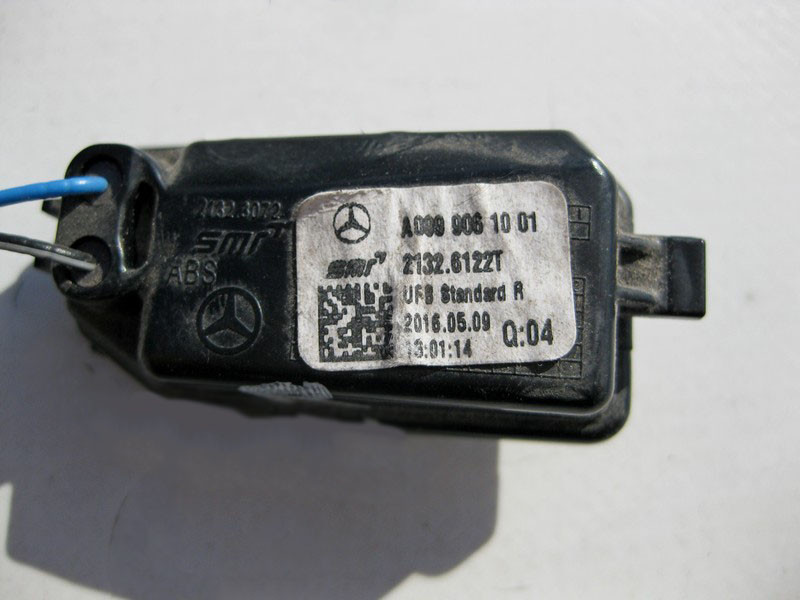 2132.3072
smr
ABS
A099 906 10 01
smr
2132.6122T
UFB Standard R
2016.05.09
13:01:14
Q:04